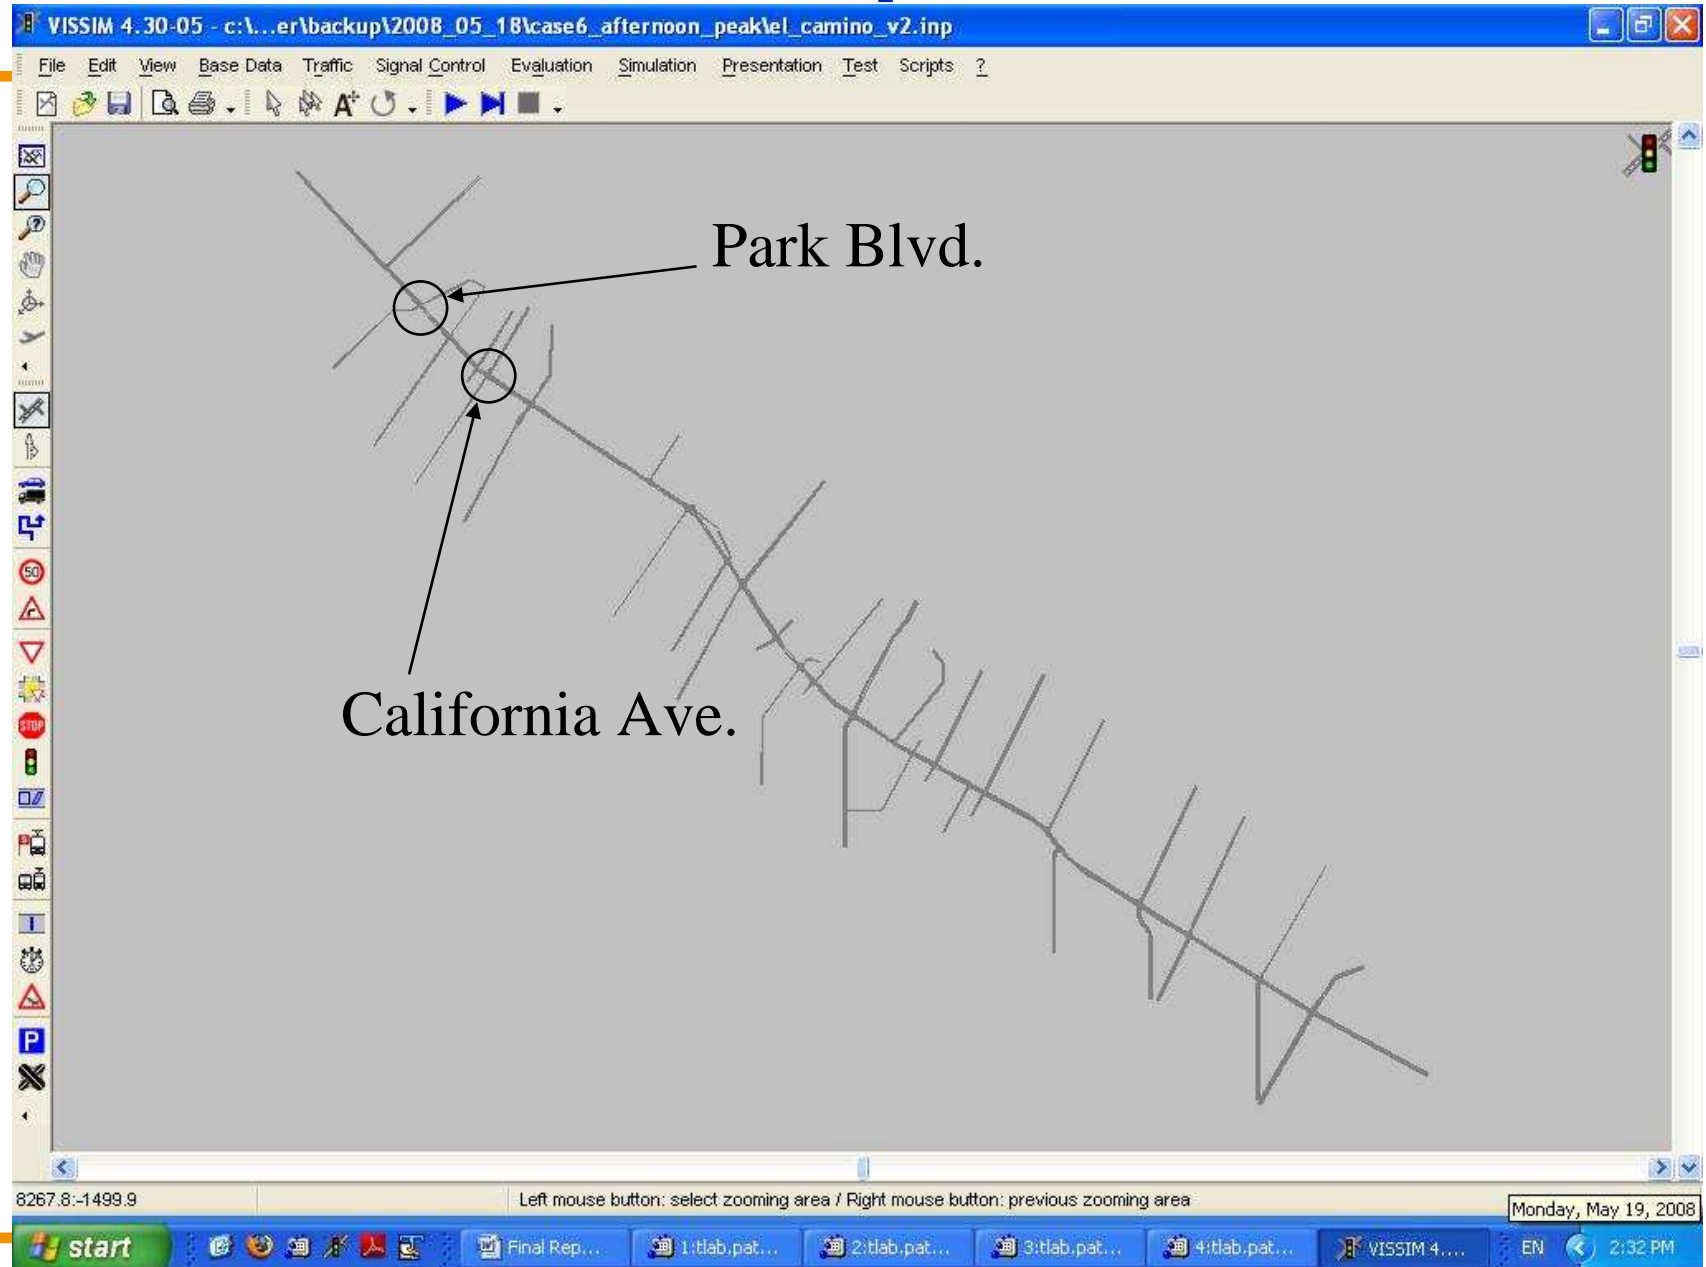 VISSIM 4.30-05 - c:\...er\backup\2008_05_18\case6_afternoon_peak\el_camino_v2.inp
File Edit View Base Data Traffic Signal Control Evaluation Simulation Presentation Test Scripts ?
Park Blvd.
California Ave.
50
STOP
P
8267.8:-1499.9 Left mouse button: select zooming area / Right mouse button: previous zooming area
Monday, May 19, 2008
start Final Rep... 1:tlab.pat... 2:tlab.pat... 3:tlab.pat... 4:tlab.pat... VISSIM 4.... EN 2:32 PM